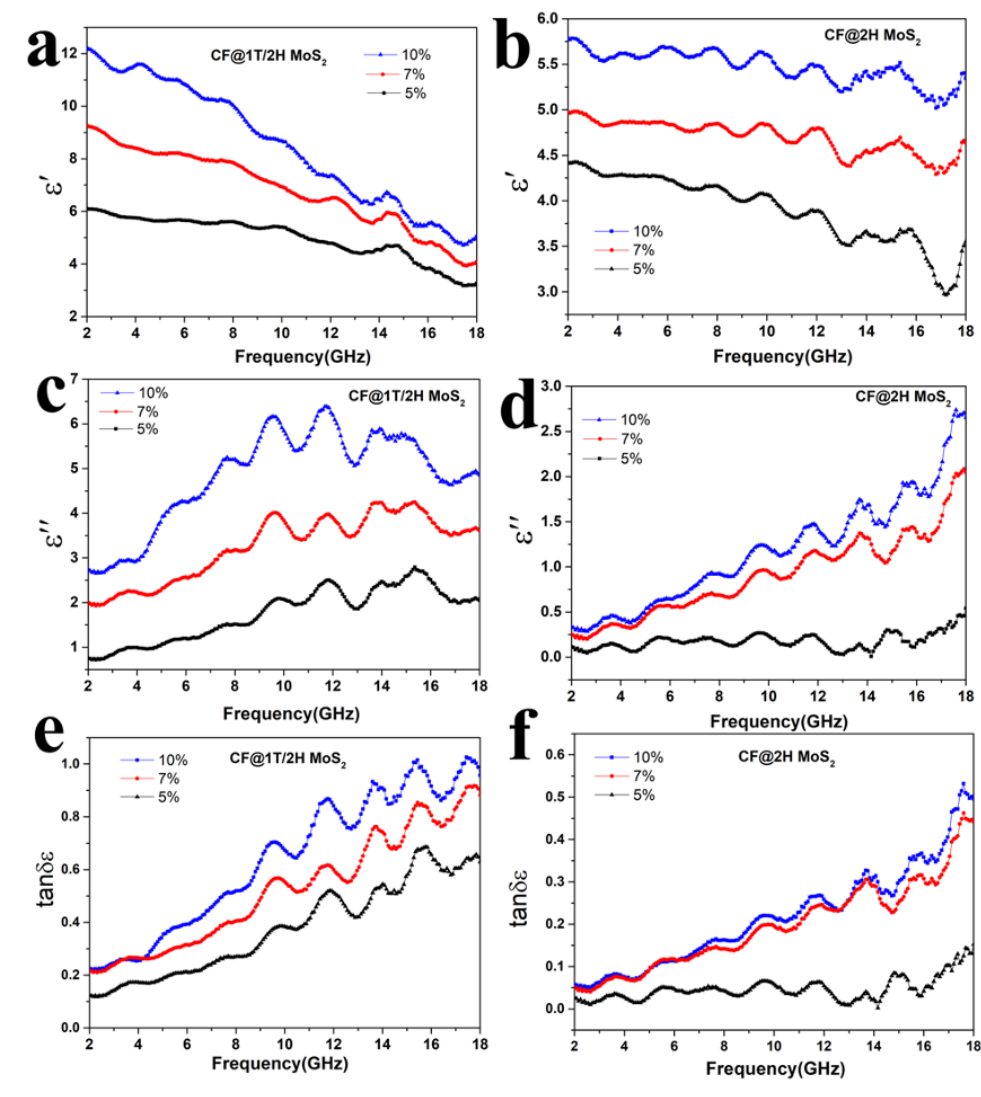 a
CF@1T/2H MoS₂
10%
7%
5%
ε′
12
10
8
6
4
2
2 4 6 8 10 12 14 16 18
Frequency(GHz)
b
CF@2H MoS₂
10%
7%
5%
ε′
6.0
5.5
5.0
4.5
4.0
3.5
3.0
2 4 6 8 10 12 14 16 18
Frequency(GHz)
c
CF@1T/2H MoS₂
10%
7%
5%
ε′′
7
6
5
4
3
2
1
2 4 6 8 10 12 14 16 18
Frequency(GHz)
d
CF@2H MoS₂
10%
7%
5%
ε′′
3.0
2.5
2.0
1.5
1.0
0.5
0.0
2 4 6 8 10 12 14 16 18
Frequency(GHz)
e
CF@1T/2H MoS₂
10%
7%
5%
tanδε
1.0
0.8
0.6
0.4
0.2
0.0
2 4 6 8 10 12 14 16 18
Frequency(GHz)
f
CF@2H MoS₂
10%
7%
5%
tanδε
0.6
0.5
0.4
0.3
0.2
0.1
0.0
2 4 6 8 10 12 14 16 18
Frequency(GHz)